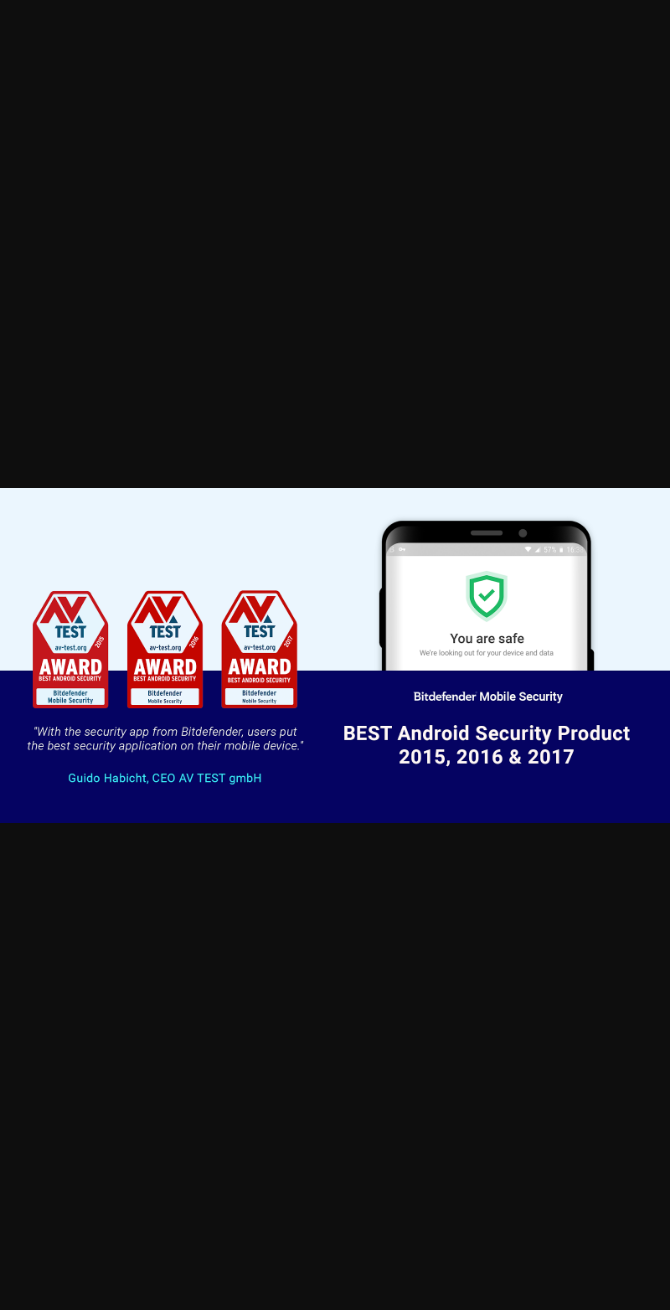 AV
TEST
av-test.org
2015
AWARD
BEST ANDROID SECURITY
Bitdefender
Mobile Security
AV
TEST
av-test.org
2016
AWARD
BEST ANDROID SECURITY
Bitdefender
Mobile Security
AV
TEST
av-test.org
2017
AWARD
BEST ANDROID SECURITY
Bitdefender
Mobile Security
"With the security app from Bitdefender, users put
the best security application on their mobile device."
Guido Habicht, CEO AV TEST gmbH
57%
You are safe
We're looking out for your device and data
Bitdefender Mobile Security
BEST Android Security Product
2015, 2016 & 2017